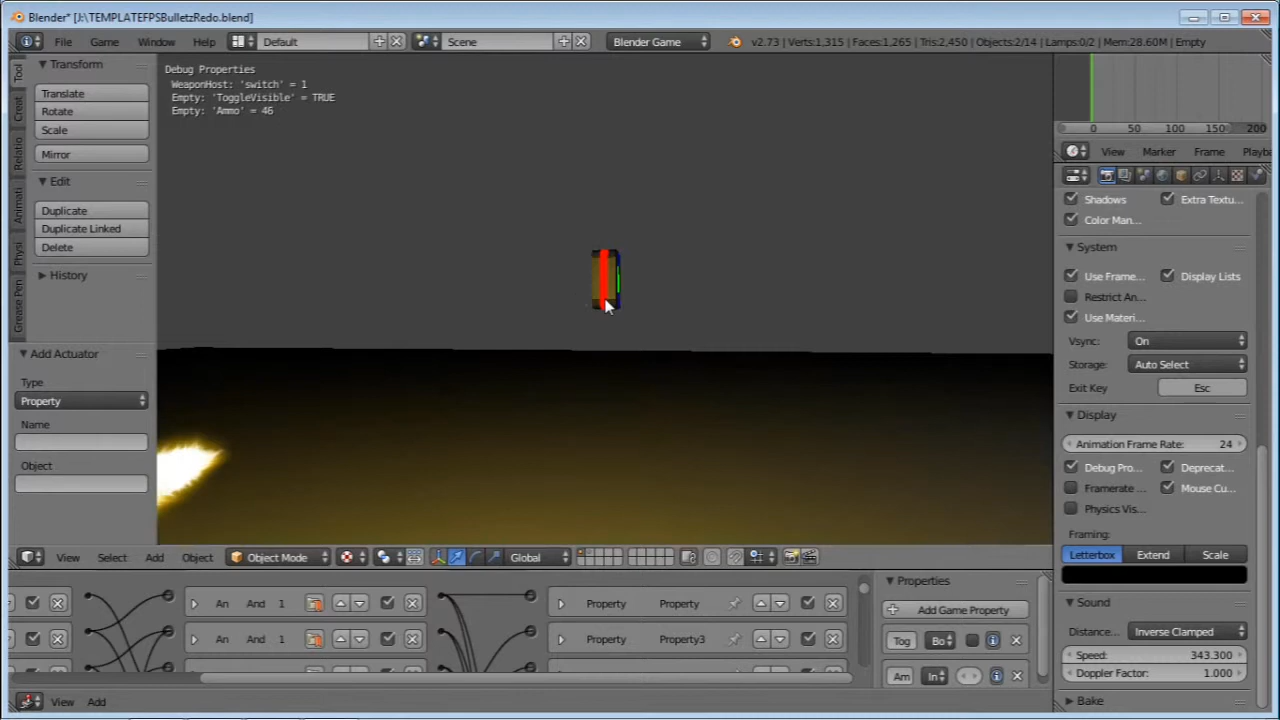 Blender* [J:\TEMPLATEFPSBulletzRedo.blend]
File Game Window Help Default Scene Blender Game v2.73 | Verts:1,315 | Faces:1,265 | Tris:2,450 | Objects:2/14 | Lamps:0/2 | Mem:28.60M | Empty
Tool
Creat
Relatio
Animati
Physi
Grease Pen
Transform
Translate
Rotate
Scale
Mirror
Edit
Duplicate
Duplicate Linked
Delete
History
Add Actuator
Type
Property
Name
Object
Debug Properties
WeaponHost: 'switch' = 1
Empty: 'ToggleVisible' = TRUE
Empty: 'Ammo' = 46
View Select Add Object Object Mode Global
An And 1 Property Property
An And 1 Property Property3
Properties
Add Game Property
Tog Bo
Am In
View Add
0 50 100 150 200
View Marker Frame Playba
Shadows Extra Textu...
Color Man...
System
Use Frame... Display Lists
Restrict An...
Use Materi...
Vsync: On
Storage: Auto Select
Exit Key Esc
Display
Animation Frame Rate: 24
Debug Pro... Deprecat...
Framerate ... Mouse Cu...
Physics Vis...
Framing:
Letterbox Extend Scale
Sound
Distance... Inverse Clamped
Speed: 343.300
Doppler Factor: 1.000
Bake